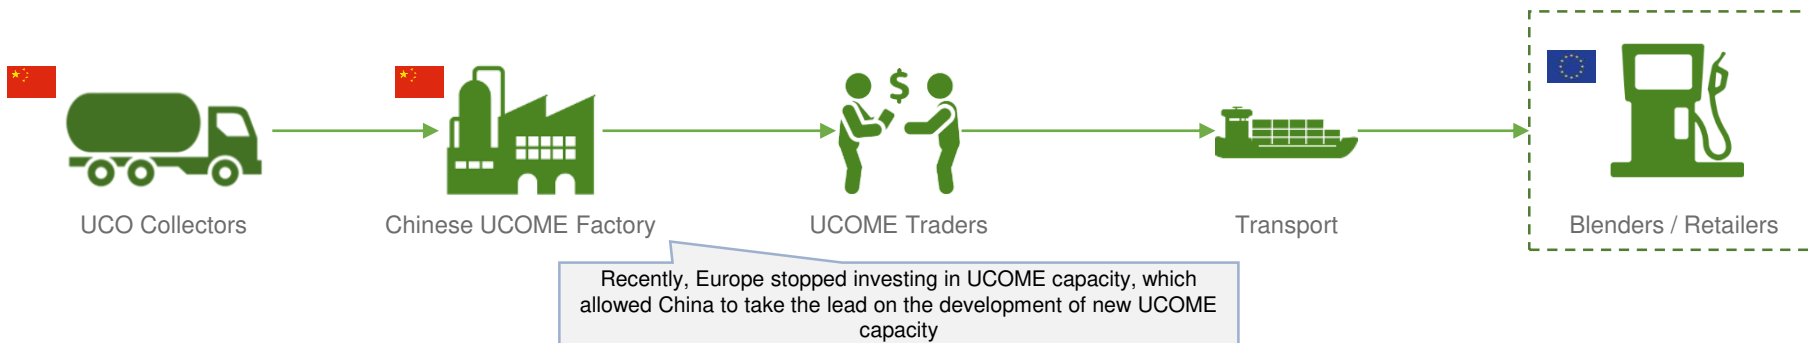 $
UCO Collectors
Chinese UCOME Factory
UCOME Traders
Transport
Blenders / Retailers
Recently, Europe stopped investing in UCOME capacity, which
allowed China to take the lead on the development of new UCOME
capacity